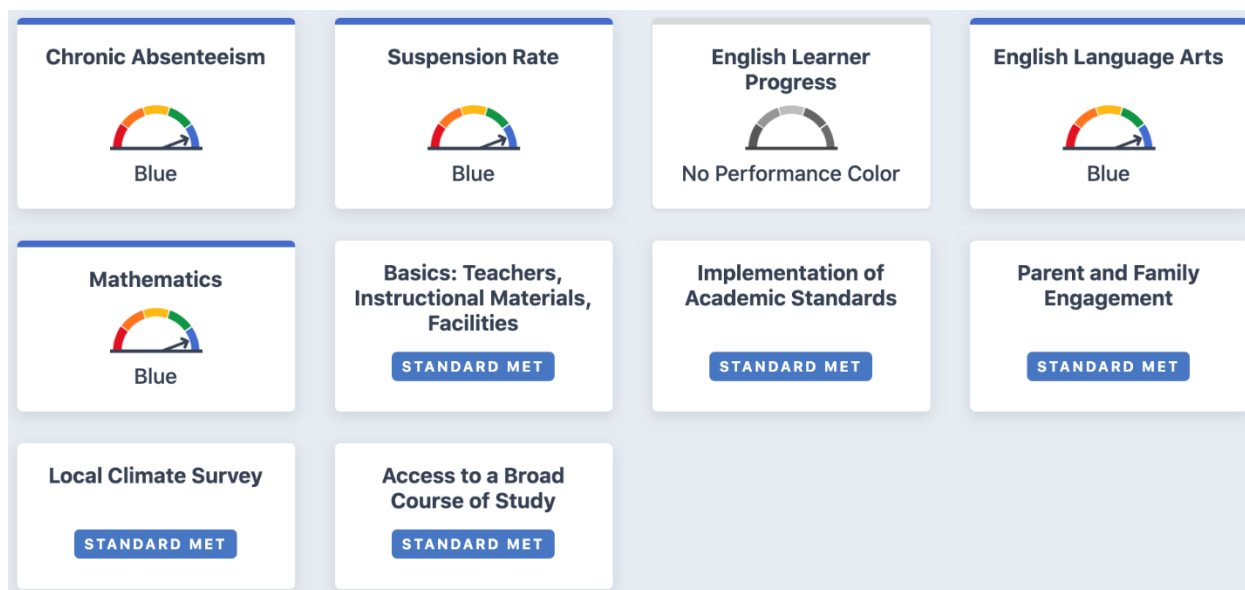 Chronic Absenteeism
Blue
Suspension Rate
Blue
English Learner
Progress
No Performance Color
English Language Arts
Blue
Mathematics
Blue
Basics: Teachers,
Instructional Materials,
Facilities
STANDARD MET
Implementation of
Academic Standards
STANDARD MET
Parent and Family
Engagement
STANDARD MET
Local Climate Survey
STANDARD MET
Access to a Broad
Course of Study
STANDARD MET